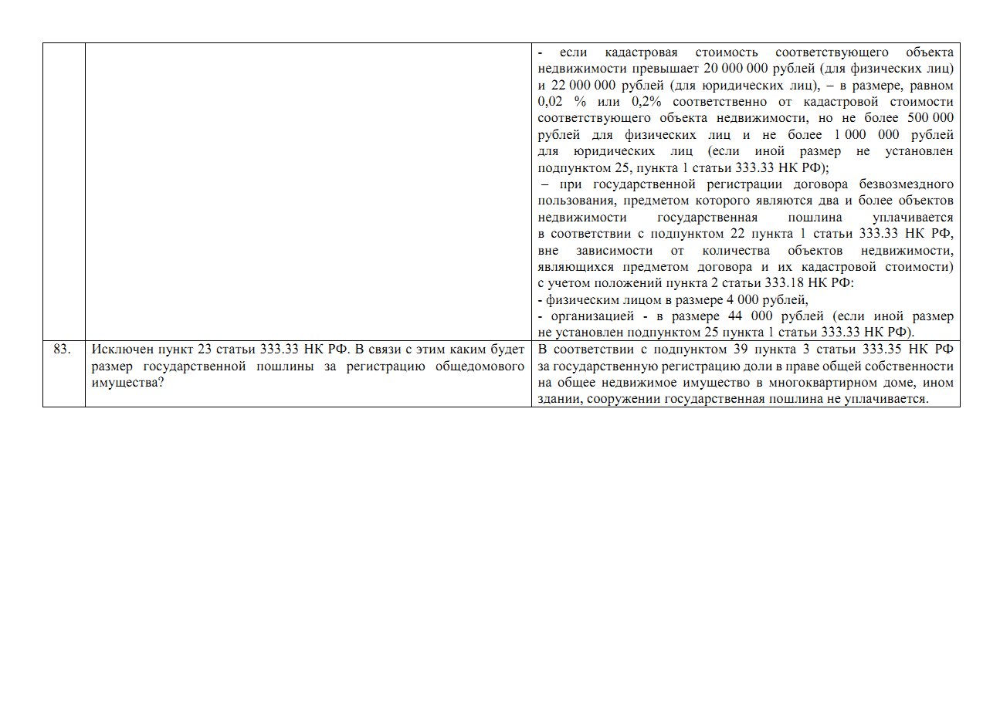 - если кадастровая стоимость соответствующего объекта
недвижимости превышает 20 000 000 рублей (для физических лиц)
и 22 000 000 рублей (для юридических лиц), – в размере, равном
0,02 % или 0,2% соответственно от кадастровой стоимости
соответствующего объекта недвижимости, но не более 500 000
рублей для физических лиц и не более 1 000 000 рублей
для юридических лиц (если иной размер не установлен
подпунктом 25, пункта 1 статьи 333.33 НК РФ);
– при государственной регистрации договора безвозмездного
пользования, предметом которого являются два и более объектов
недвижимости государственная пошлина уплачивается
в соответствии с подпунктом 22 пункта 1 статьи 333.33 НК РФ,
вне зависимости от количества объектов недвижимости,
являющихся предметом договора и их кадастровой стоимости)
с учетом положений пункта 2 статьи 333.18 НК РФ:
- физическим лицом в размере 4 000 рублей,
- организацией - в размере 44 000 рублей (если иной размер
не установлен подпунктом 25 пункта 1 статьи 333.33 НК РФ).
83.
Исключен пункт 23 статьи 333.33 НК РФ. В связи с этим каким будет
размер государственной пошлины за регистрацию общедомового
имущества?
В соответствии с подпунктом 39 пункта 3 статьи 333.35 НК РФ
за государственную регистрацию доли в праве общей собственности
на общее недвижимое имущество в многоквартирном доме, ином
здании, сооружении государственная пошлина не уплачивается.